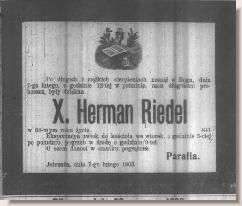 Po długich i ciężkich cierpieniach zasnął w Bogu, dnia
7-go lutego, o godzinie 12-tej w południe, nasz długoletni pro-
boszcz, były dziekan
X. Herman Riedel
w 63-mym roku życia.
Eksportacya zwłok do kościoła we wtorek, o godzinie 3-ciej
po południu, pogrzeb w środę o godzinie 9-tej.
O czem donosi w smutku pogrążona
Parafia.
dnia 7-go lutego 1903.